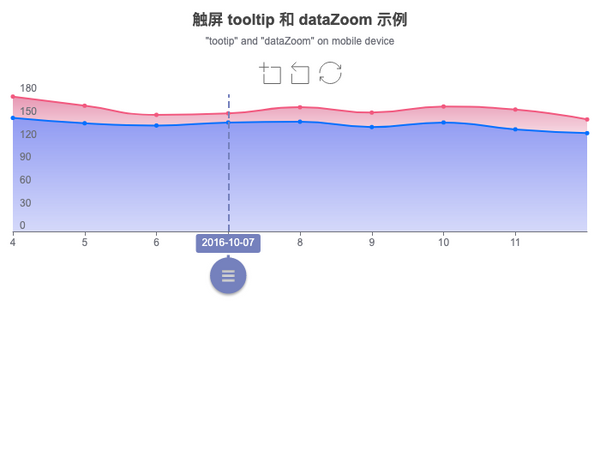 触屏 tooltip 和 dataZoom 示例
"tootip" and "dataZoom" on mobile device
180
150
120
90
60
30
0
4 5 6 2016-10-07 8 9 10 11